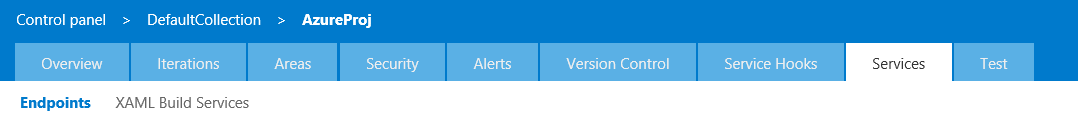 Control panel > DefaultCollection > AzureProj
Overview Iterations Areas Security Alerts Version Control Service Hooks Services Test
Endpoints XAML Build Services